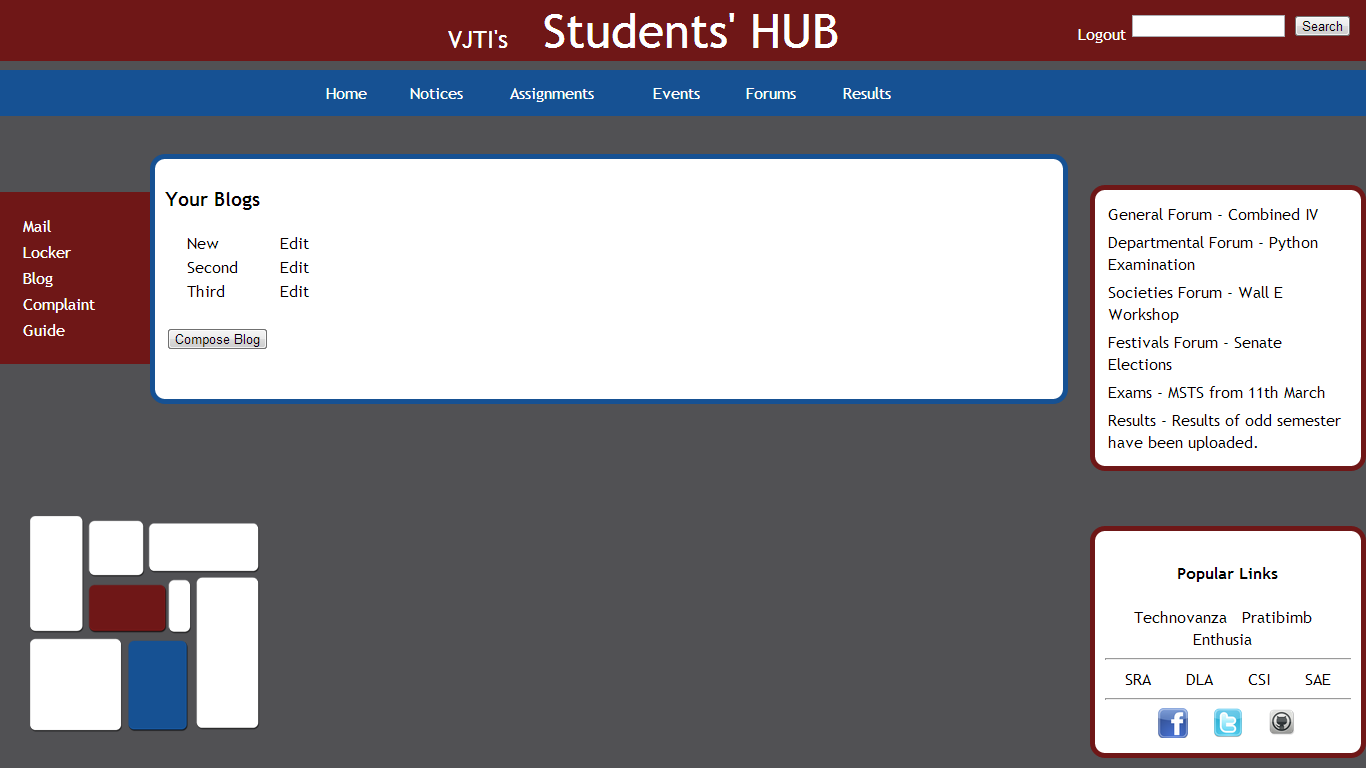 VJTI's Students' HUB
Logout Search
Home Notices Assignments Events Forums Results
Mail
Locker
Blog
Complaint
Guide
Your Blogs
New Edit
Second Edit
Third Edit
Compose Blog
General Forum - Combined IV
Departmental Forum - Python
Examination
Societies Forum - Wall E
Workshop
Festivals Forum - Senate
Elections
Exams - MSTS from 11th March
Results - Results of odd semester
have been uploaded.
Popular Links
Technovanza Pratibimb
Enthusia
SRA DLA CSI SAE